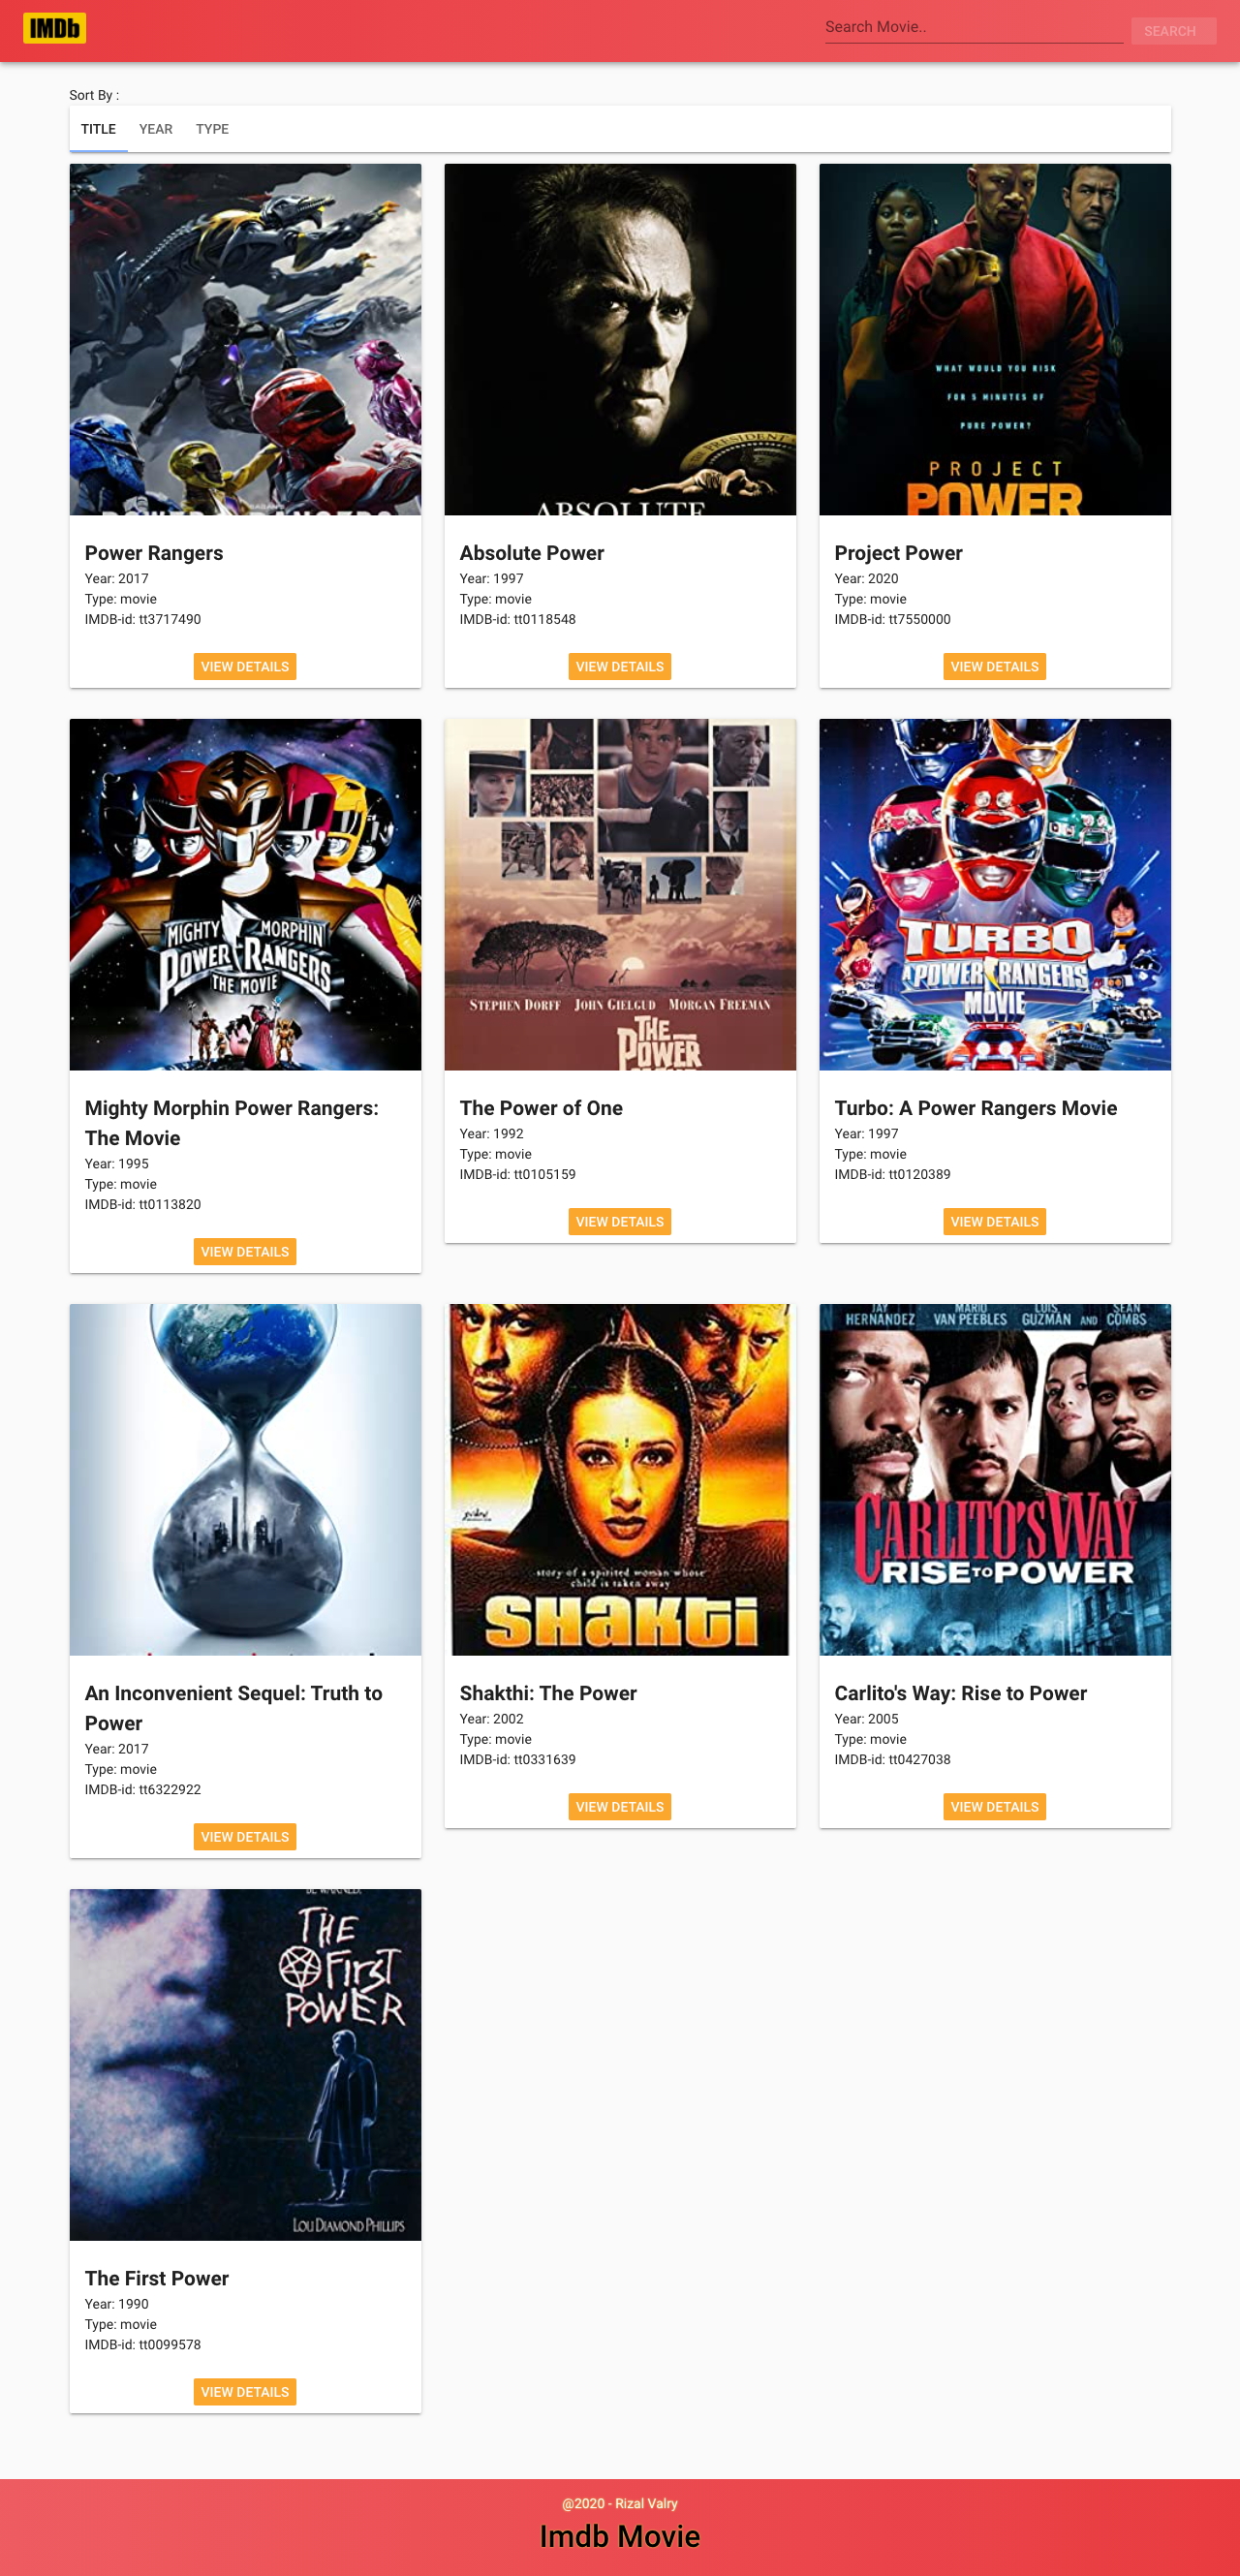 IMDb
Search Movie..
SEARCH
Sort By :
TITLE
YEAR
TYPE
POWER RANGERS
Power Rangers
Year: 2017
Type: movie
IMDB-id: tt3717490
VIEW DETAILS
PRESIDENT
ABSOLUTE
Absolute Power
Year: 1997
Type: movie
IMDB-id: tt0118548
VIEW DETAILS
WHAT WOULD YOU RISK
FOR 5 MINUTES OF
PURE POWER?
PROJECT
POWER
Project Power
Year: 2020
Type: movie
IMDB-id: tt7550000
VIEW DETAILS
MIGHTY MORPHIN
POWER RANGERS
THE MOVIE
Mighty Morphin Power Rangers:
The Movie
Year: 1995
Type: movie
IMDB-id: tt0113820
VIEW DETAILS
STEPHEN DORFF JOHN GIELGUD MORGAN FREEMAN
THE
POWER
The Power of One
Year: 1992
Type: movie
IMDB-id: tt0105159
VIEW DETAILS
TURBO
A POWER RANGERS
MOVIE
Turbo: A Power Rangers Movie
Year: 1997
Type: movie
IMDB-id: tt0120389
VIEW DETAILS
An Inconvenient Sequel: Truth to
Power
Year: 2017
Type: movie
IMDB-id: tt6322922
VIEW DETAILS
story of a spirited woman whose
child is taken away
SHAKTI
Shakthi: The Power
Year: 2002
Type: movie
IMDB-id: tt0331639
VIEW DETAILS
JAY HERNANDEZ
MARIO VAN PEEBLES
LUIS GUZMAN
AND
SEAN COMBS
CARLITO'S WAY
RISE TO POWER
Carlito's Way: Rise to Power
Year: 2005
Type: movie
IMDB-id: tt0427038
VIEW DETAILS
BE WARNED.
THE
FIRST
POWER
LOU DIAMOND PHILLIPS
The First Power
Year: 1990
Type: movie
IMDB-id: tt0099578
VIEW DETAILS
@2020 - Rizal Valry
Imdb Movie